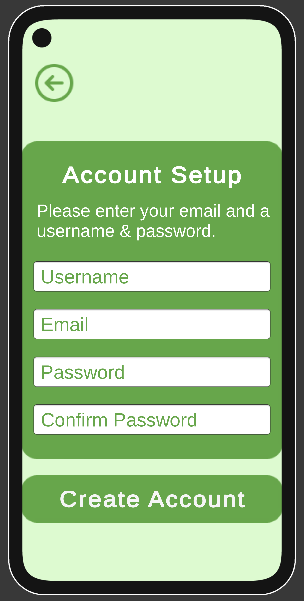 Account Setup
Please enter your email and a
username & password.
Username
Email
Password
Confirm Password
Create Account